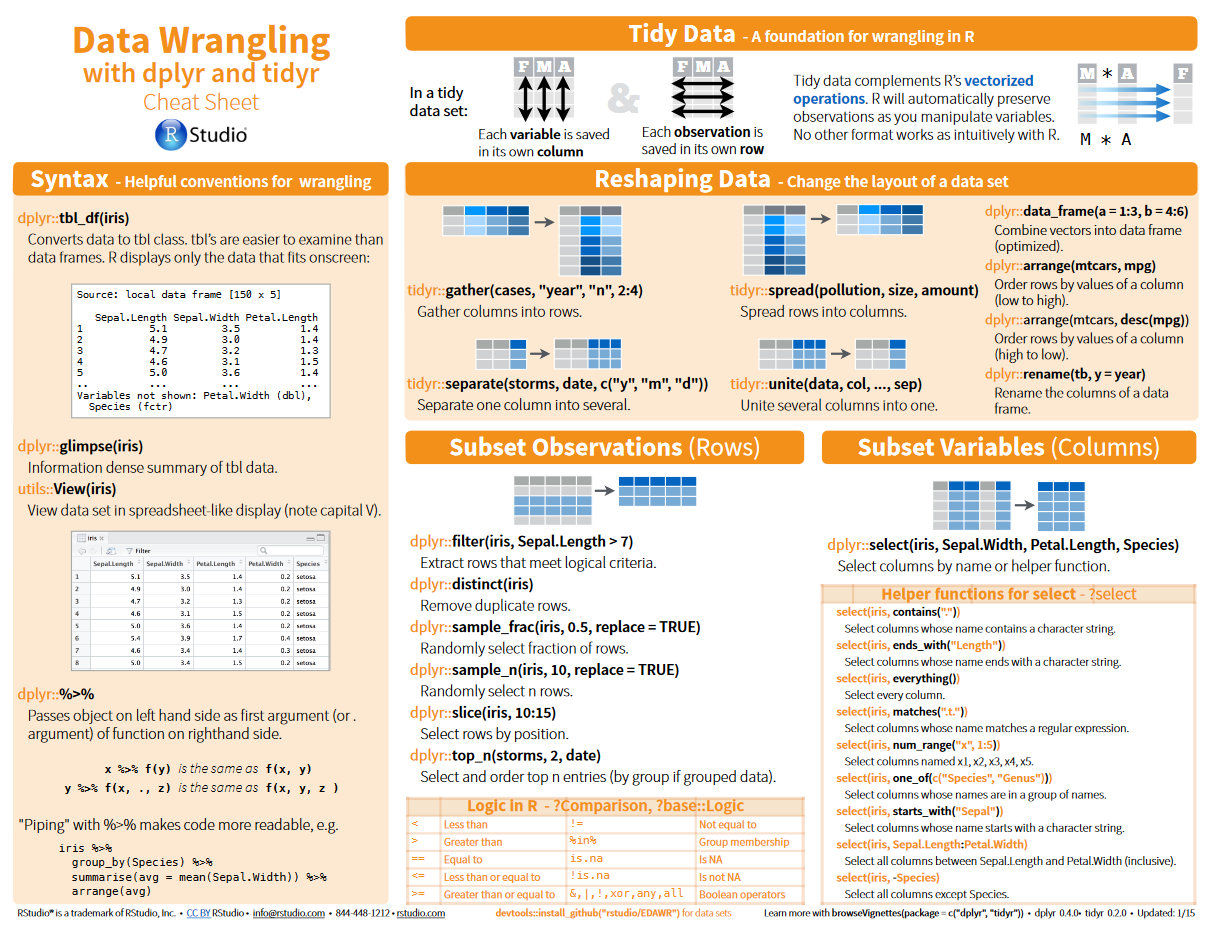 Data Wrangling
with dplyr and tidyr
Cheat Sheet
R Studio®
Tidy Data - A foundation for wrangling in R
In a tidy
data set:
F M A
Each variable is saved
in its own column
&
F M A
Each observation is
saved in its own row
Tidy data complements R's vectorized
operations. R will automatically preserve
observations as you manipulate variables.
No other format works as intuitively with R.
M * A F
M * A
Syntax - Helpful conventions for wrangling
dplyr::tbl_df(iris)
Converts data to tbl class. tbl's are easier to examine than
data frames. R displays only the data that fits onscreen:
Source: local data frame [150 x 5]
Sepal.Length Sepal.Width Petal.Length
1 5.1 3.5 1.4
2 4.9 3.0 1.4
3 4.7 3.2 1.3
4 4.6 3.1 1.5
5 5.0 3.6 1.4
.. ... ... ...
Variables not shown: Petal.Width (dbl),
Species (fctr)
dplyr::glimpse(iris)
Information dense summary of tbl data.
utils::View(iris)
View data set in spreadsheet-like display (note capital V).
iris ×
Filter
Sepal.Length Sepal.Width Petal.Length Petal.Width Species
1 5.1 3.5 1.4 0.2 setosa
2 4.9 3.0 1.4 0.2 setosa
3 4.7 3.2 1.3 0.2 setosa
4 4.6 3.1 1.5 0.2 setosa
5 5.0 3.6 1.4 0.2 setosa
6 5.4 3.9 1.7 0.4 setosa
7 4.6 3.4 1.4 0.3 setosa
8 5.0 3.4 1.5 0.2 setosa
dplyr::%>%
Passes object on left hand side as first argument (or .
argument) of function on righthand side.
x %>% f(y) is the same as f(x, y)
y %>% f(x, ., z) is the same as f(x, y, z )
"Piping" with %>% makes code more readable, e.g.
iris %>%
group_by(Species) %>%
summarise(avg = mean(Sepal.Width)) %>%
arrange(avg)
Reshaping Data - Change the layout of a data set
tidyr::gather(cases, "year", "n", 2:4)
Gather columns into rows.
tidyr::spread(pollution, size, amount)
Spread rows into columns.
tidyr::separate(storms, date, c("y", "m", "d"))
Separate one column into several.
tidyr::unite(data, col, ..., sep)
Unite several columns into one.
dplyr::data_frame(a = 1:3, b = 4:6)
Combine vectors into data frame
(optimized).
dplyr::arrange(mtcars, mpg)
Order rows by values of a column
(low to high).
dplyr::arrange(mtcars, desc(mpg))
Order rows by values of a column
(high to low).
dplyr::rename(tb, y = year)
Rename the columns of a data
frame.
Subset Observations (Rows)
dplyr::filter(iris, Sepal.Length > 7)
Extract rows that meet logical criteria.
dplyr::distinct(iris)
Remove duplicate rows.
dplyr::sample_frac(iris, 0.5, replace = TRUE)
Randomly select fraction of rows.
dplyr::sample_n(iris, 10, replace = TRUE)
Randomly select n rows.
dplyr::slice(iris, 10:15)
Select rows by position.
dplyr::top_n(storms, 2, date)
Select and order top n entries (by group if grouped data).
Logic in R - ?Comparison, ?base::Logic
< Less than != Not equal to
> Greater than %in% Group membership
== Equal to is.na Is NA
<= Less than or equal to !is.na Is not NA
>= Greater than or equal to &,|,!,xor,any,all Boolean operators
Subset Variables (Columns)
dplyr::select(iris, Sepal.Width, Petal.Length, Species)
Select columns by name or helper function.
Helper functions for select - ?select
select(iris, contains("."))
Select columns whose name contains a character string.
select(iris, ends_with("Length"))
Select columns whose name ends with a character string.
select(iris, everything())
Select every column.
select(iris, matches(".t."))
Select columns whose name matches a regular expression.
select(iris, num_range("x", 1:5))
Select columns named x1, x2, x3, x4, x5.
select(iris, one_of(c("Species", "Genus")))
Select columns whose names are in a group of names.
select(iris, starts_with("Sepal"))
Select columns whose name starts with a character string.
select(iris, Sepal.Length:Petal.Width)
Select all columns between Sepal.Length and Petal.Width (inclusive).
select(iris, -Species)
Select all columns except Species.
RStudio® is a trademark of RStudio, Inc. • CC BY RStudio • info@rstudio.com • 844-448-1212 • rstudio.com
devtools::install_github("rstudio/EDAWR") for data sets
Learn more with browseVignettes(package = c("dplyr", "tidyr")) • dplyr 0.4.0• tidyr 0.2.0 • Updated: 1/15